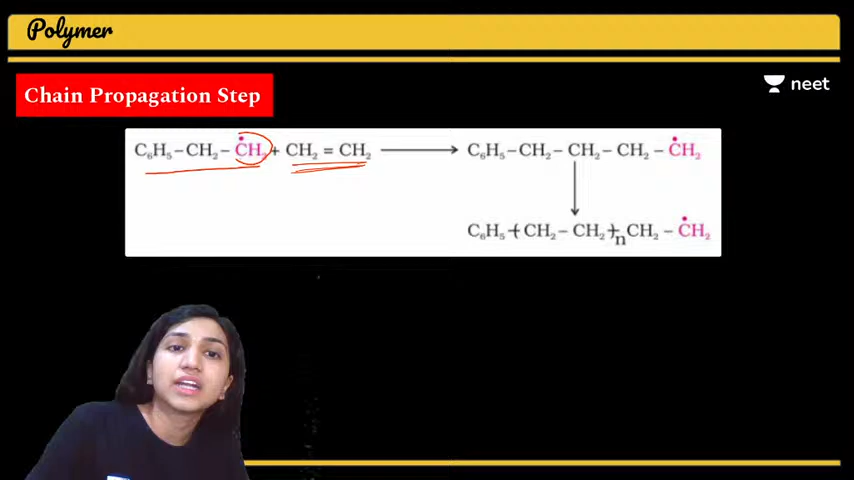 Polymer
Chain Propagation Step
neet
C₆H₅–CH₂–ĊH₂ + CH₂ = CH₂ ⟶ C₆H₅–CH₂–CH₂–CH₂–ĊH₂
C₆H₅–(CH₂–CH₂–)ₙCH₂–ĊH₂